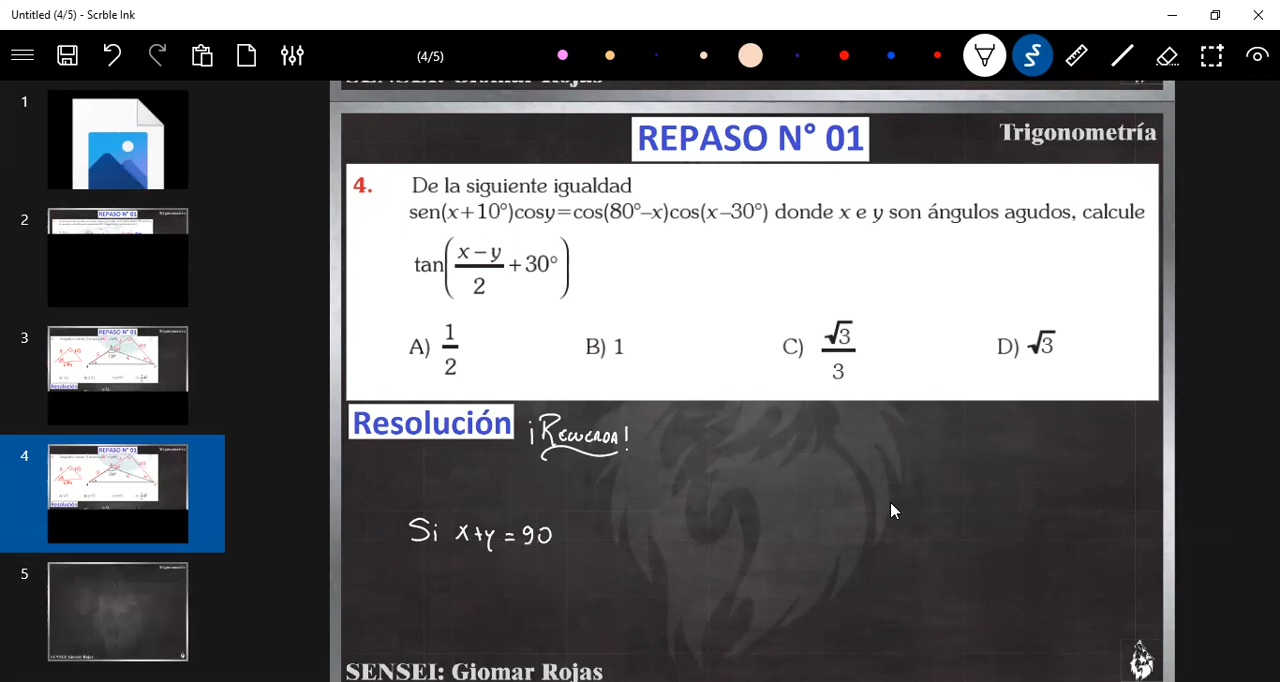 Untitled (4/5) - Scrble Ink
(4/5)
1
2
3
4
5
REPASO N° 01
Trigonometría
4. De la siguiente igualdad
sen(x+10°)cosy=cos(80°–x)cos(x–30°) donde x e y son ángulos agudos, calcule
tan((x – y)/2 + 30°)
A) 1/2 B) 1 C) √3/3 D) √3
Resolución ¡RECUERDA!
Si x+y = 90
SENSEI: Giomar Rojas